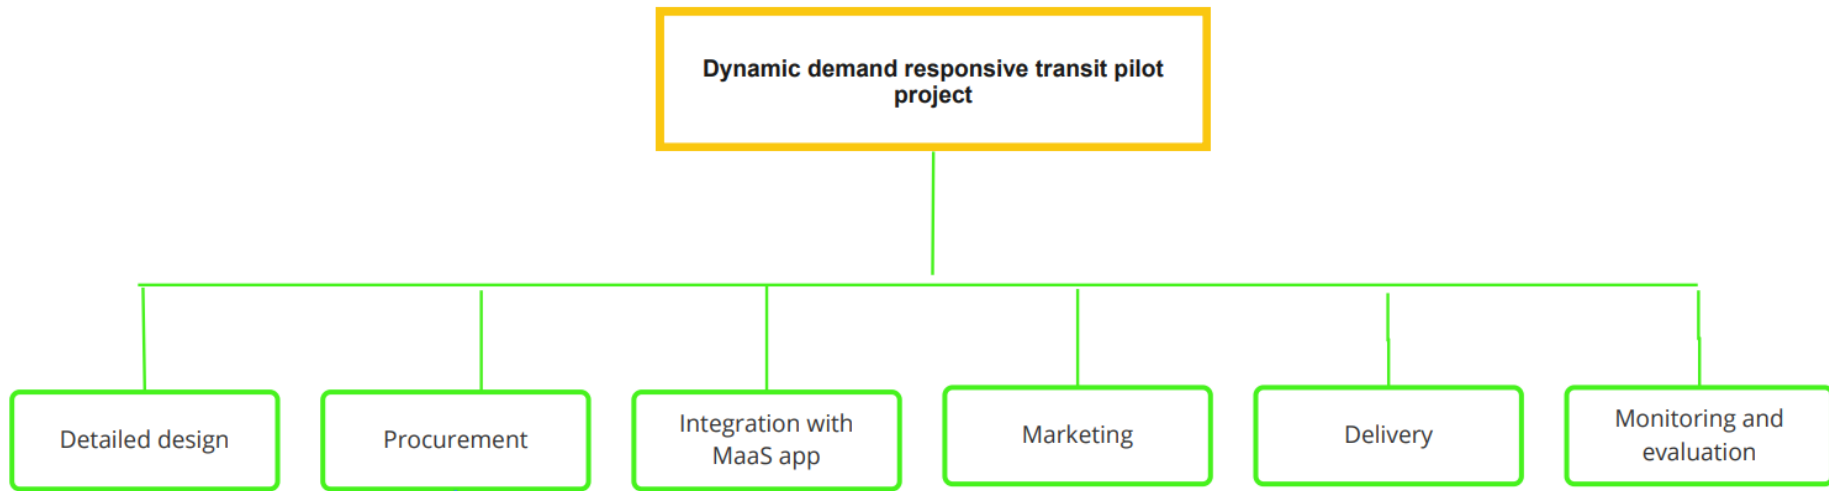 Dynamic demand responsive transit pilot
project
Detailed design
Procurement
Integration with
MaaS app
Marketing
Delivery
Monitoring and
evaluation